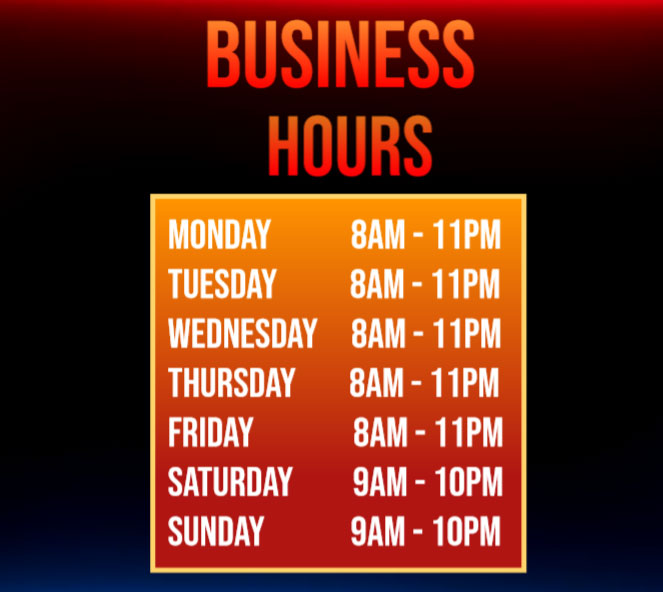 BUSINESS
HOURS
MONDAY 8AM - 11PM
TUESDAY 8AM - 11PM
WEDNESDAY 8AM - 11PM
THURSDAY 8AM - 11PM
FRIDAY 8AM - 11PM
SATURDAY 9AM - 10PM
SUNDAY 9AM - 10PM